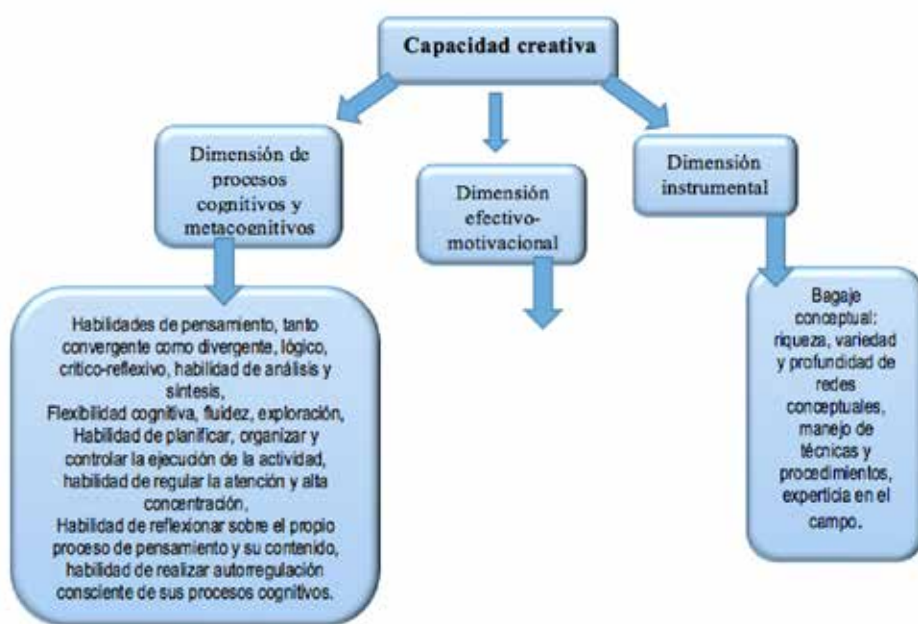 Capacidad creativa
Dimensión de
procesos
cognitivos y
metacognitivos
Dimensión
efectivo-
motivacional
Dimensión
instrumental
Habilidades de pensamiento, tanto
convergente como divergente, lógico,
crítico-reflexivo, habilidad de análisis y
síntesis,
Flexibilidad cognitiva, fluidez, exploración,
Habilidad de planificar, organizar y
controlar la ejecución de la actividad,
habilidad de regular la atención y alta
concentración,
Habilidad de reflexionar sobre el propio
proceso de pensamiento y su contenido,
habilidad de realizar autorregulación
consciente de sus procesos cognitivos.
Bagaje
conceptual:
riqueza, variedad
y profundidad de
redes
conceptuales,
manejo de
técnicas y
procedimientos,
experticia en el
campo.